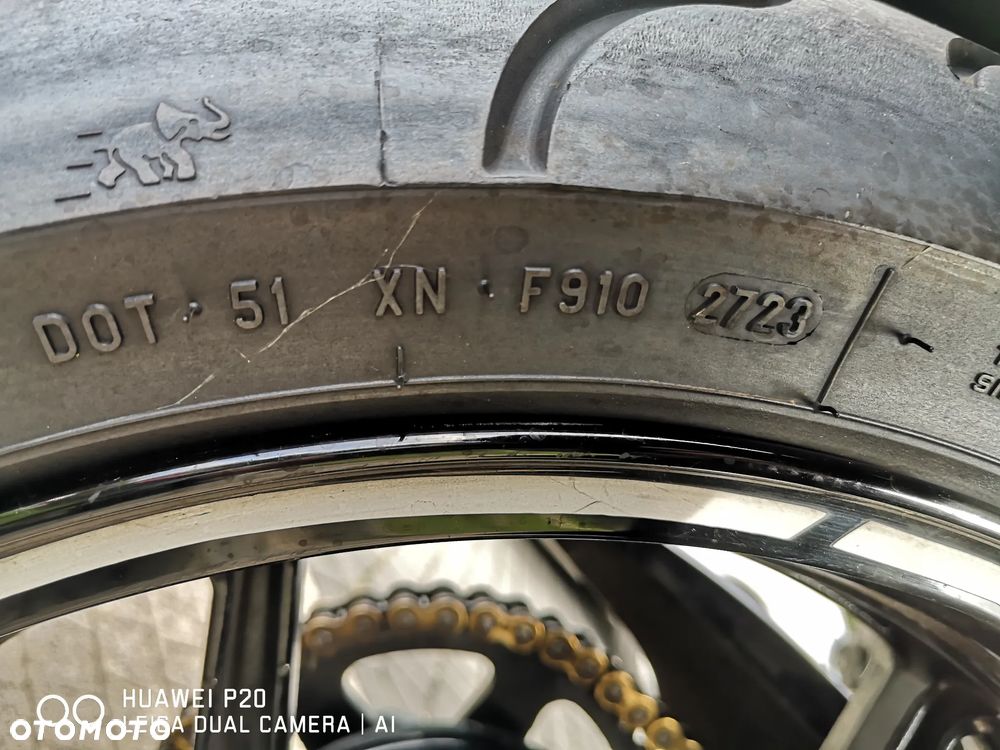 DOT · 51 XN · F910 2723
HUAWEI P20
LEICA DUAL CAMERA | AI
OTOMOTO